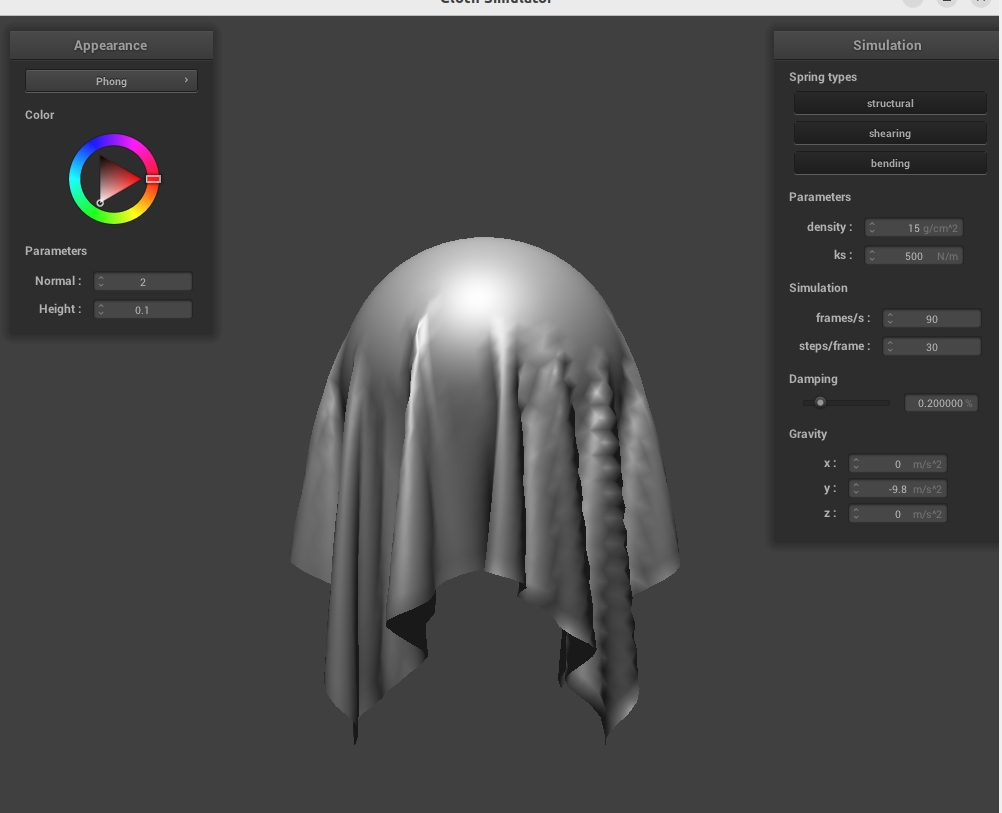 Cloth Simulator
Appearance
Phong
Color
Parameters
Normal : 2
Height : 0.1
Simulation
Spring types
structural
shearing
bending
Parameters
density : 15 g/cm^2
ks : 500 N/m
Simulation
frames/s : 90
steps/frame : 30
Damping
0.200000 %
Gravity
x : 0 m/s^2
y : -9.8 m/s^2
z : 0 m/s^2